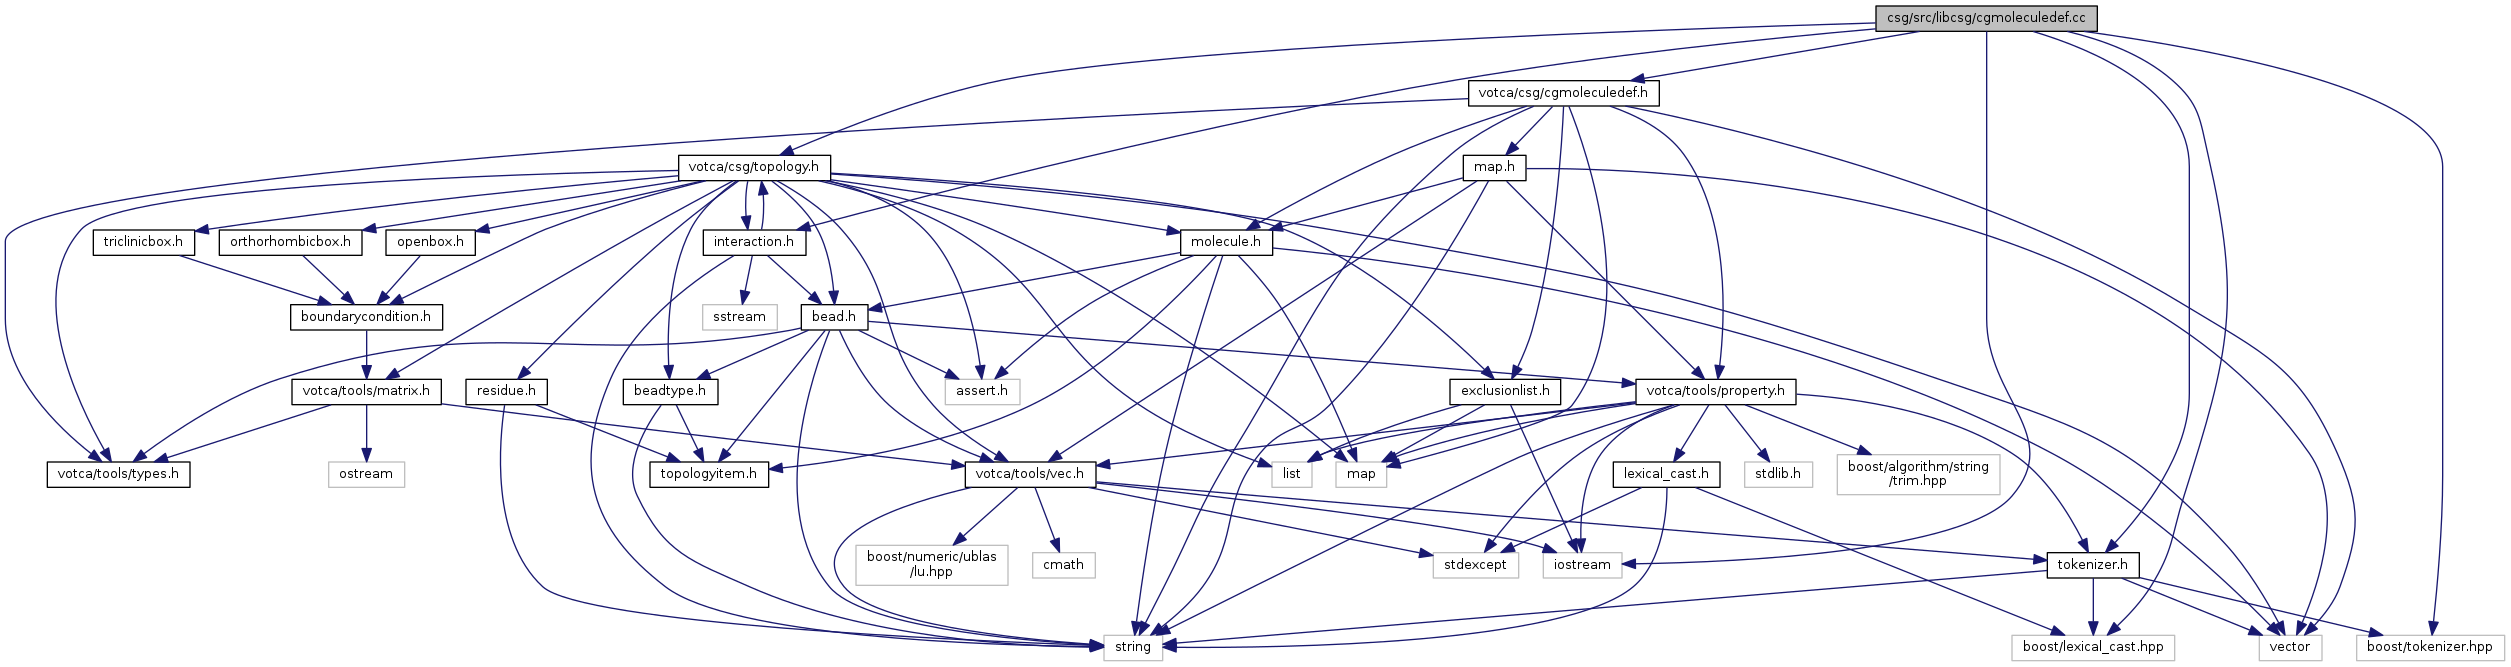 csg/src/libcsg/cgmoleculedef.cc
votca/csg/cgmoleculedef.h
votca/csg/topology.h
map.h
triclinicbox.h
orthorhombicbox.h
openbox.h
interaction.h
molecule.h
boundarycondition.h
sstream
bead.h
votca/tools/matrix.h
residue.h
beadtype.h
assert.h
exclusionlist.h
votca/tools/property.h
votca/tools/types.h
ostream
topologyitem.h
votca/tools/vec.h
list
map
lexical_cast.h
stdlib.h
boost/algorithm/string
/trim.hpp
boost/numeric/ublas
/lu.hpp
cmath
stdexcept
iostream
tokenizer.h
string
boost/lexical_cast.hpp
vector
boost/tokenizer.hpp